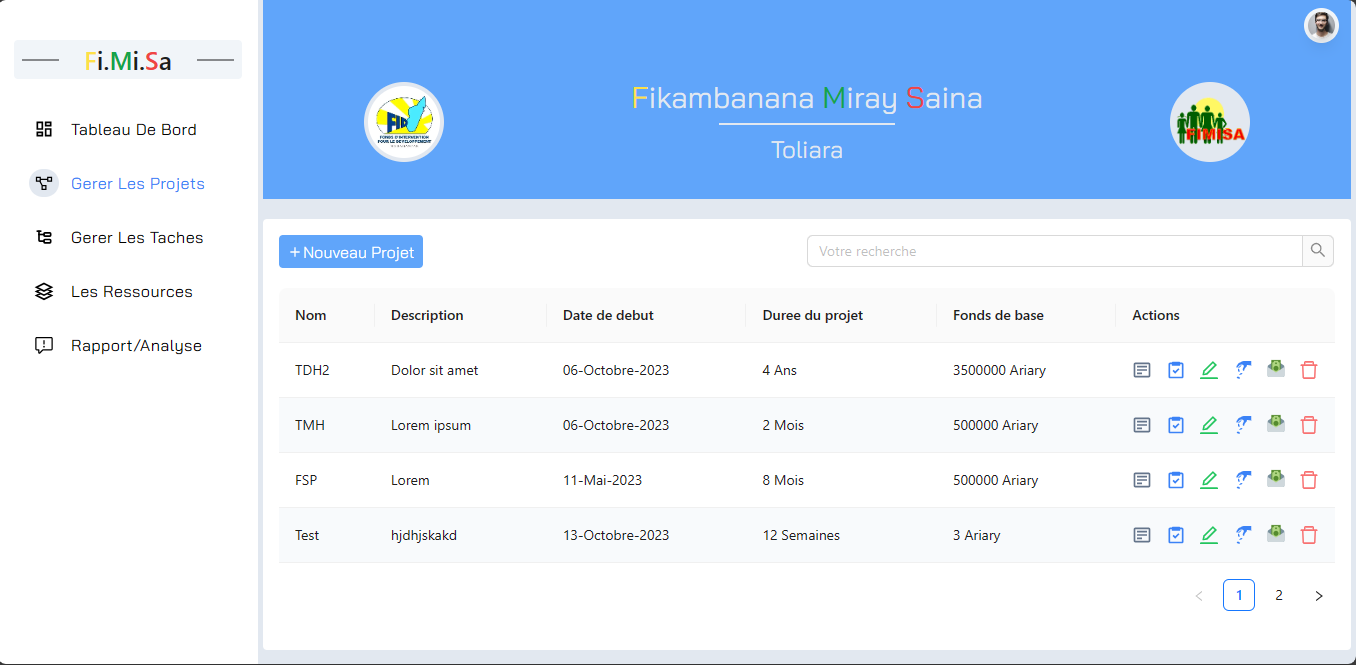 Fi.Mi.Sa
Tableau De Bord
Gerer Les Projets
Gerer Les Taches
Les Ressources
Rapport/Analyse
FID
FONDS D'INTERVENTION
POUR LE DEVELOPPEMENT
Fikambanana Miray Saina
Toliara
FIMISA
+ Nouveau Projet
Votre recherche
Nom Description Date de debut Duree du projet Fonds de base Actions
TDH2 Dolor sit amet 06-Octobre-2023 4 Ans 3500000 Ariary
TMH Lorem ipsum 06-Octobre-2023 2 Mois 500000 Ariary
FSP Lorem 11-Mai-2023 8 Mois 500000 Ariary
Test hjdhjskakd 13-Octobre-2023 12 Semaines 3 Ariary
< 1 2 >